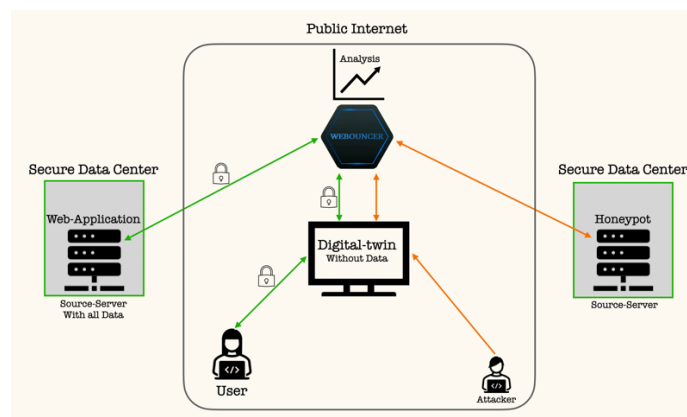 Public Internet
Analysis
WEBOUNCER
Secure Data Center
Web-Application
Source-Server
With all Data
Digital-twin
Without Data
Secure Data Center
Honeypot
Source-Server
</>
User
</>
Attacker